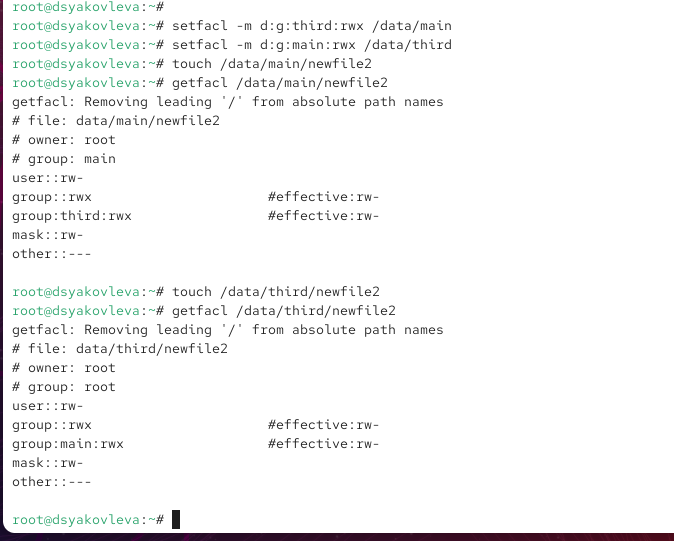 root@dsyakovleva:~#
root@dsyakovleva:~# setfacl -m d:g:third:rwx /data/main
root@dsyakovleva:~# setfacl -m d:g:main:rwx /data/third
root@dsyakovleva:~# touch /data/main/newfile2
root@dsyakovleva:~# getfacl /data/main/newfile2
getfacl: Removing leading '/' from absolute path names
# file: data/main/newfile2
# owner: root
# group: main
user::rw-
group::rwx                      #effective:rw-
group:third:rwx                 #effective:rw-
mask::rw-
other::---

root@dsyakovleva:~# touch /data/third/newfile2
root@dsyakovleva:~# getfacl /data/third/newfile2
getfacl: Removing leading '/' from absolute path names
# file: data/third/newfile2
# owner: root
# group: root
user::rw-
group::rwx                      #effective:rw-
group:main:rwx                  #effective:rw-
mask::rw-
other::---

root@dsyakovleva:~#